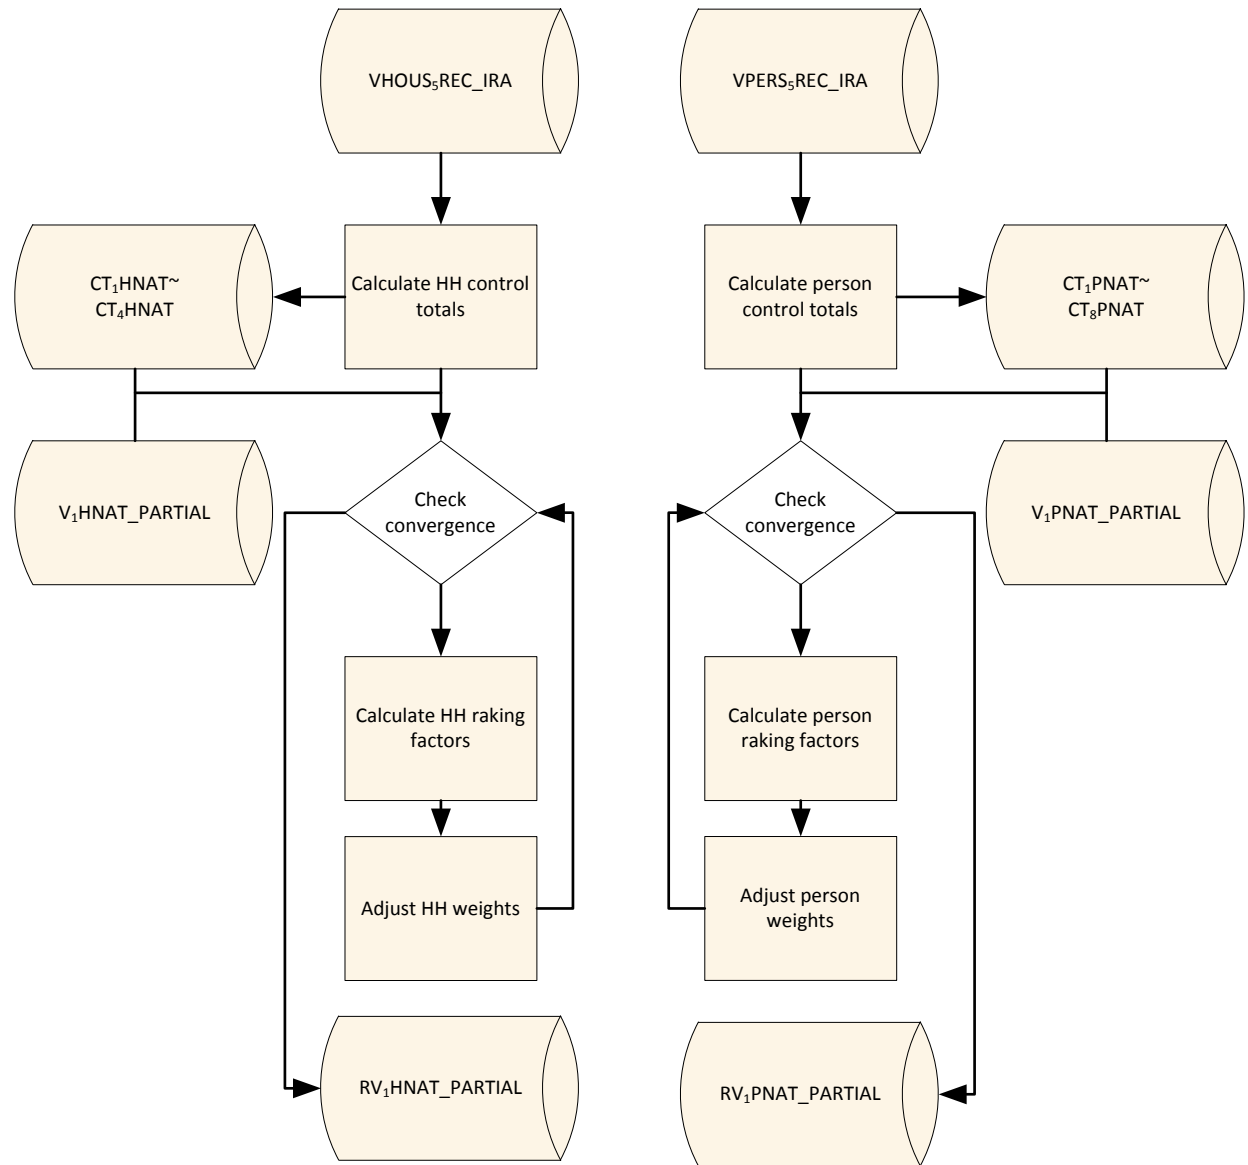 VHOUS₅REC_IRA
VPERS₅REC_IRA
CT₁HNAT~
CT₄HNAT
Calculate HH control
totals
Calculate person
control totals
CT₁PNAT~
CT₈PNAT
V₁HNAT_PARTIAL
Check
convergence
Check
convergence
V₁PNAT_PARTIAL
Calculate HH raking
factors
Calculate person
raking factors
Adjust HH weights
Adjust person
weights
RV₁HNAT_PARTIAL
RV₁PNAT_PARTIAL